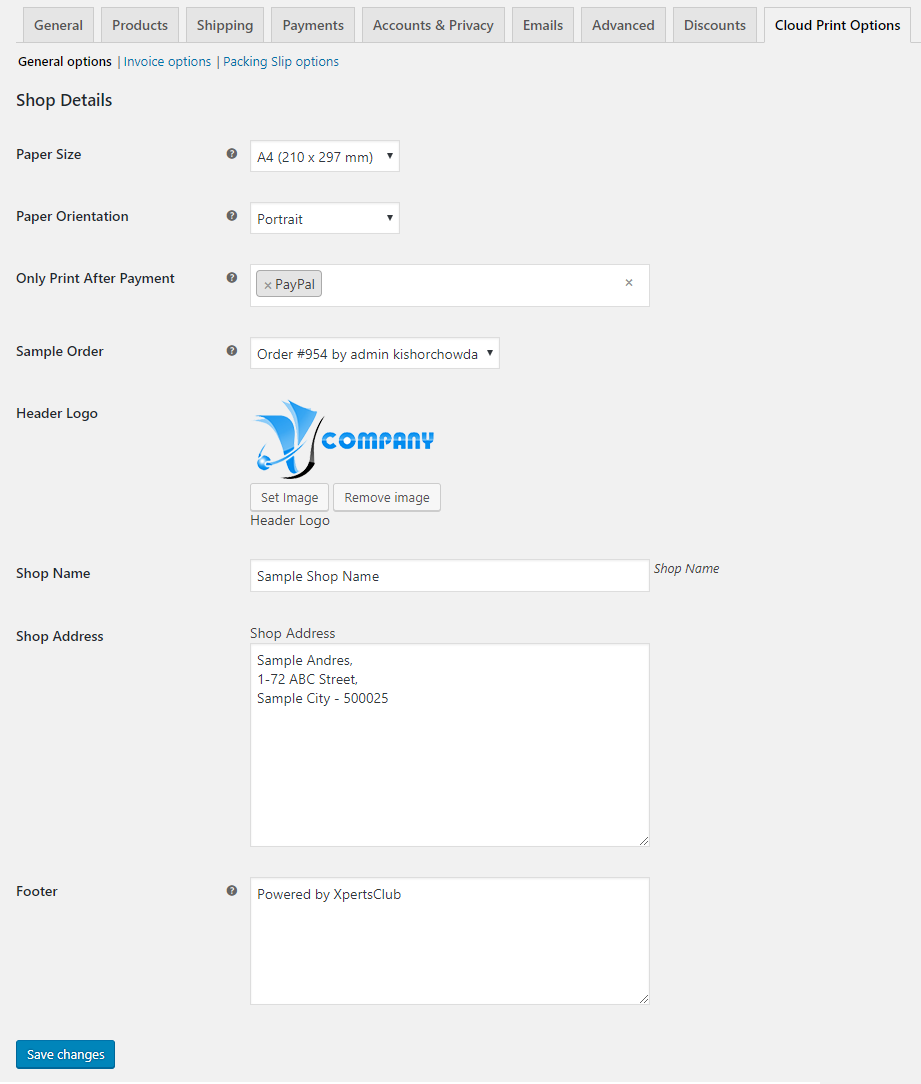 General Products Shipping Payments Accounts & Privacy Emails Advanced Discounts Cloud Print Options
General options | Invoice options | Packing Slip options
Shop Details
Paper Size ? A4 (210 x 297 mm)
Paper Orientation ? Portrait
Only Print After Payment ? × PayPal ×
Sample Order ? Order #954 by admin kishorchowda
Header Logo
COMPANY
Set Image Remove image
Header Logo
Shop Name Sample Shop Name Shop Name
Shop Address Shop Address
Sample Andres,
1-72 ABC Street,
Sample City - 500025
Footer ? Powered by XpertsClub
Save changes